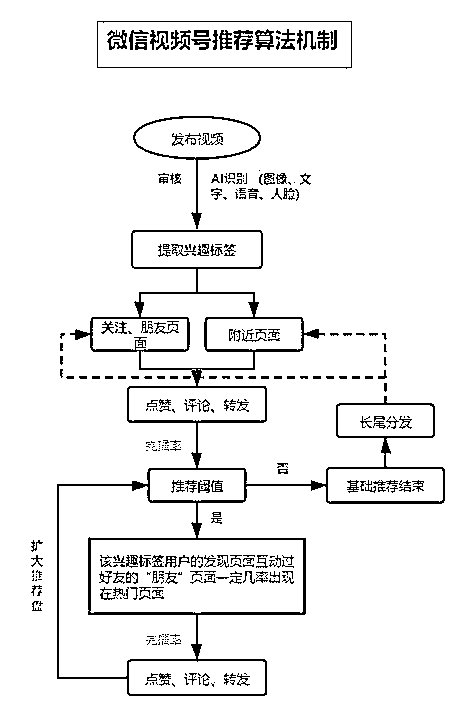 微信视频号推荐算法机制
发布视频
审核
AI识别 (图像、文
字、语音、人脸)
提取兴趣标签
关注、朋友页
面
附近页面
点赞、评论、转发
长尾分发
完播率
推荐阈值
否
基础推荐结束
是
扩大推荐盘
该兴趣标签用户的发现页面互动过
好友的“朋友”页面一定几率出现
在热门页面
完播率
点赞、评论、转发